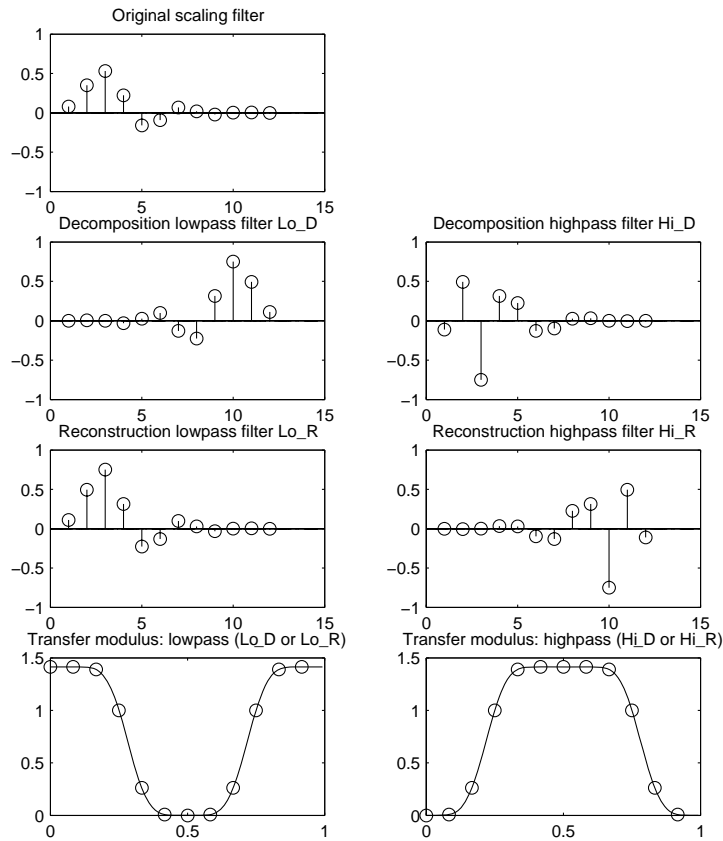 Original scaling filter
1
0.5
0
−0.5
−1
0 5 10 15
Decomposition lowpass filter Lo_D
1
0.5
0
−0.5
−1
0 5 10 15
Decomposition highpass filter Hi_D
1
0.5
0
−0.5
−1
0 5 10 15
Reconstruction lowpass filter Lo_R
1
0.5
0
−0.5
−1
0 5 10 15
Reconstruction highpass filter Hi_R
1
0.5
0
−0.5
−1
0 5 10 15
Transfer modulus: lowpass (Lo_D or Lo_R)
1.5
1
0.5
0
0 0.5 1
Transfer modulus: highpass (Hi_D or Hi_R)
1.5
1
0.5
0
0 0.5 1